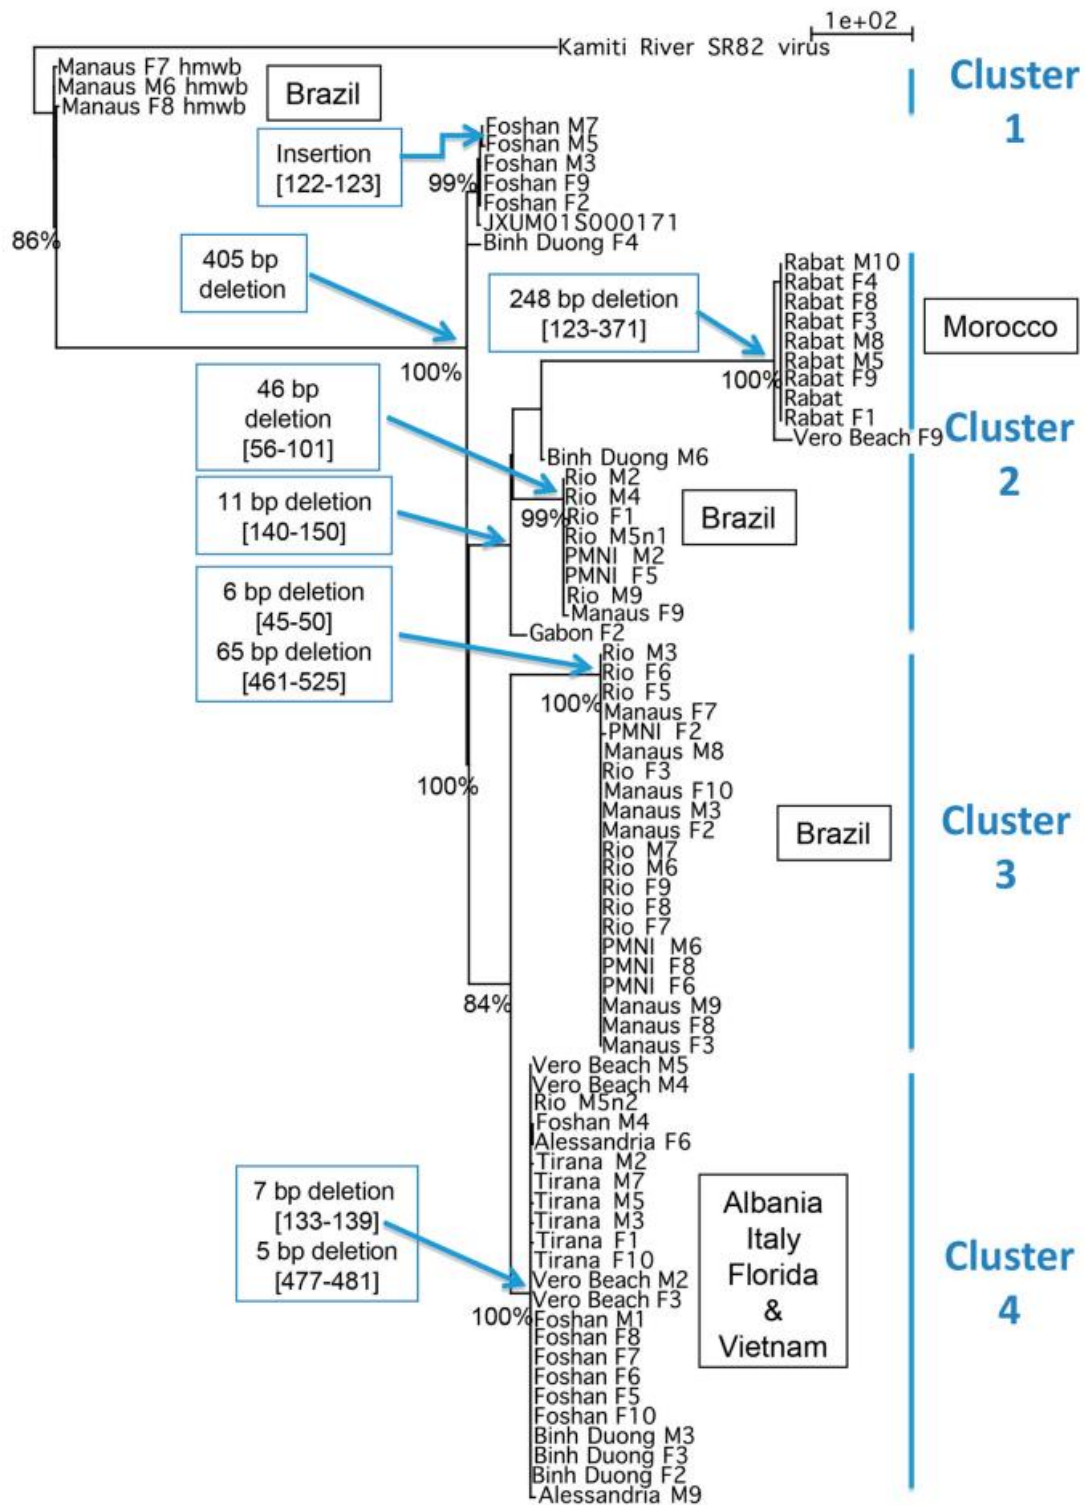 1e+02
Kamiti River SR82 virus
Manaus F7 hmwb
Manaus M6 hmwb
Manaus F8 hmwb
Brazil
Cluster
1
Foshan M7
Foshan M5
Foshan M3
Foshan F9
Foshan F2
JXUM01S000171
Binh Duong F4
Insertion
[122-123]
99%
86%
405 bp
deletion
100%
248 bp deletion
[123-371]
100%
Rabat M10
Rabat F4
Rabat F8
Rabat F3
Rabat M8
Rabat M5
Rabat F9
Rabat
Rabat F1
Vero Beach F9
Morocco
Cluster
2
46 bp
deletion
[56-101]
Binh Duong M6
Rio M2
Rio M4
Rio F1
Rio M5n1
PMNI M2
PMNI F5
Rio M9
Manaus F9
Gabon F2
99%
Brazil
11 bp deletion
[140-150]
6 bp deletion
[45-50]
65 bp deletion
[461-525]
100%
Rio M3
Rio F6
Rio F5
Manaus F7
PMNI F2
Manaus M8
Rio F3
Manaus F10
Manaus M3
Manaus F2
Rio M7
Rio M6
Rio F9
Rio F8
Rio F7
PMNI M6
PMNI F8
PMNI F6
Manaus M9
Manaus F8
Manaus F3
100%
Brazil
Cluster
3
84%
Vero Beach M5
Vero Beach M4
Rio M5n2
Foshan M4
Alessandria F6
Tirana M2
Tirana M7
Tirana M5
Tirana M3
Tirana F1
Tirana F10
Vero Beach M2
Vero Beach F3
Foshan M1
Foshan F8
Foshan F7
Foshan F6
Foshan F5
Foshan F10
Binh Duong M3
Binh Duong F3
Binh Duong F2
Alessandria M9
7 bp deletion
[133-139]
5 bp deletion
[477-481]
100%
Albania
Italy
Florida
&
Vietnam
Cluster
4